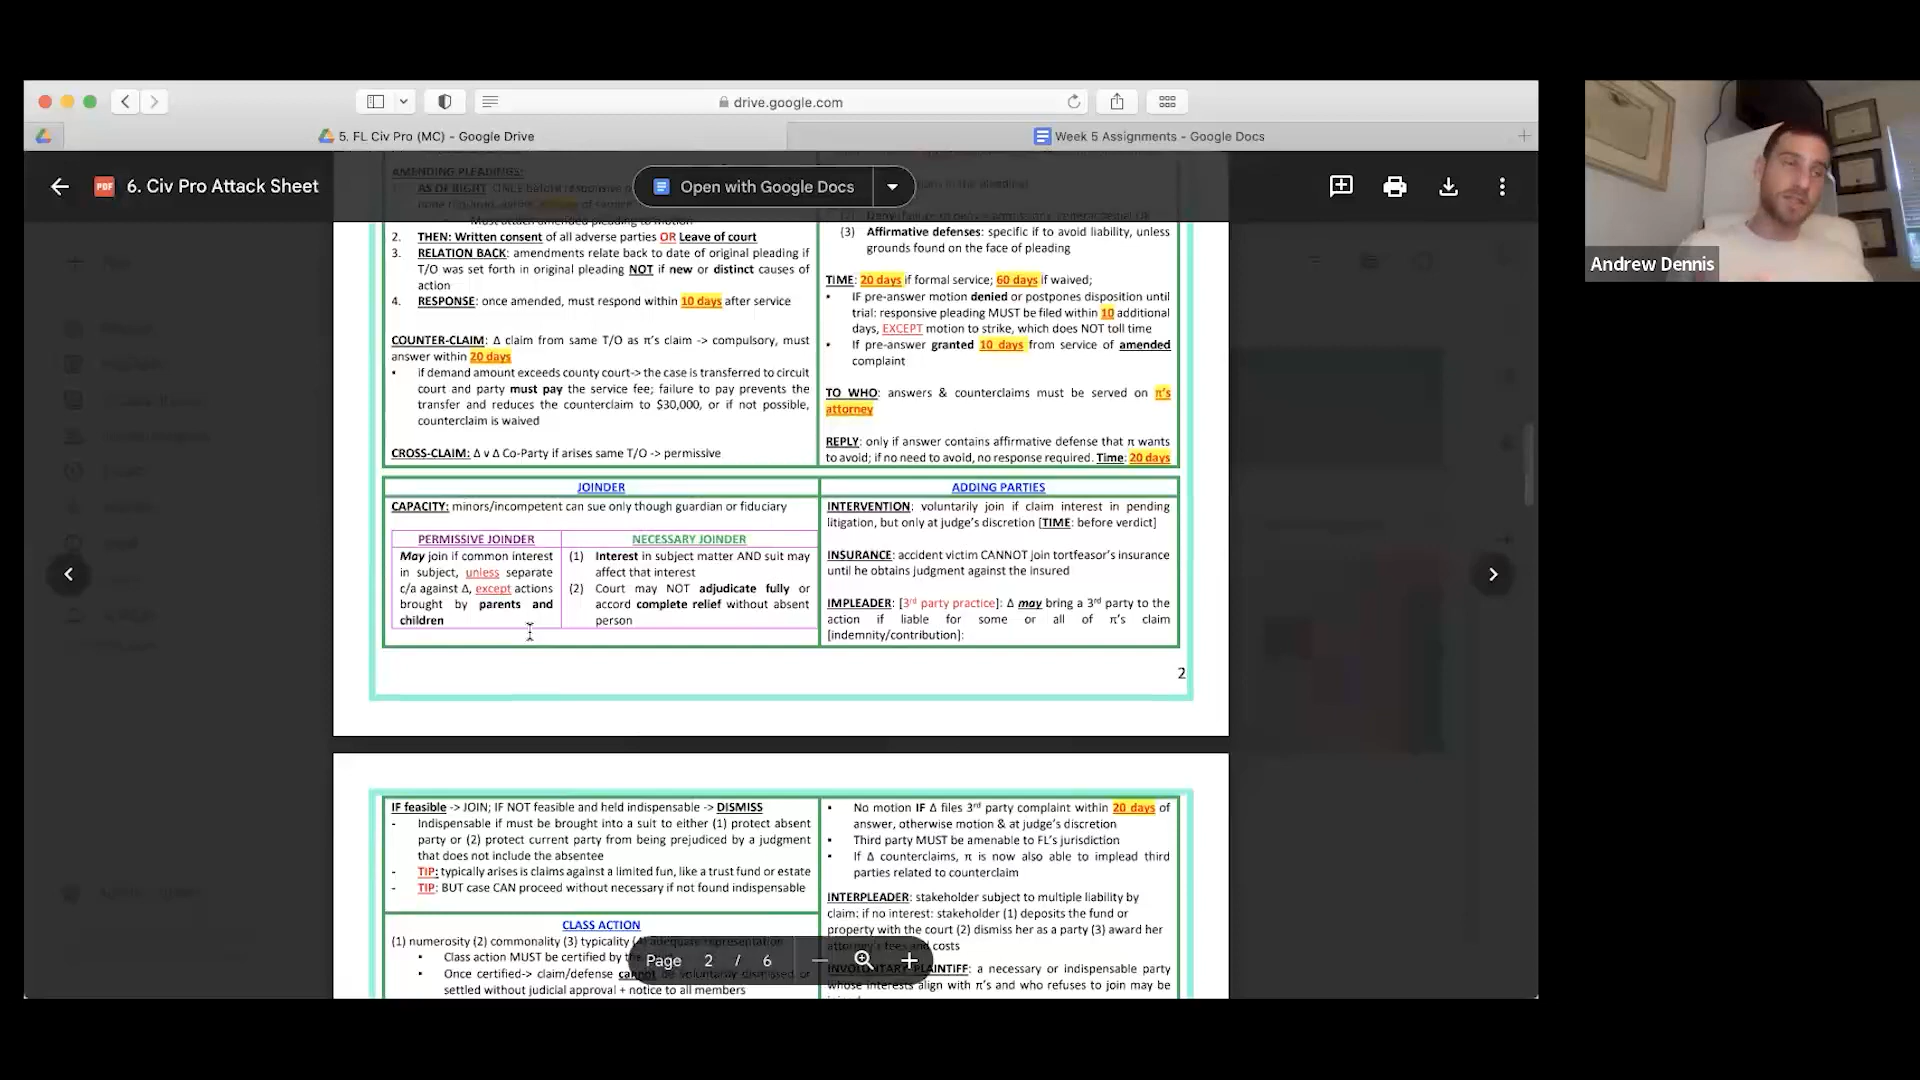 drive.google.com
5. FL Civ Pro (MC) - Google Drive
Week 5 Assignments - Google Docs
PDF
6. Civ Pro Attack Sheet
Open with Google Docs
Andrew Dennis
AMENDING PLEADINGS:
AS OF RIGHT
2. THEN: Written consent of all adverse parties OR Leave of court
3. RELATION BACK: amendments relate back to date of original pleading if
T/O was set forth in original pleading NOT if new or distinct causes of
action
4. RESPONSE: once amended, must respond within 10 days after service
COUNTER-CLAIM: Δ claim from same T/O as π's claim -> compulsory, must
answer within 20 days
• if demand amount exceeds county court-> the case is transferred to circuit
court and party must pay the service fee; failure to pay prevents the
transfer and reduces the counterclaim to $30,000, or if not possible,
counterclaim is waived
CROSS-CLAIM: Δ v Δ Co-Party if arises same T/O -> permissive
(3) Affirmative defenses: specific if to avoid liability, unless
grounds found on the face of pleading
TIME: 20 days if formal service; 60 days if waived;
• IF pre-answer motion denied or postpones disposition until
trial: responsive pleading MUST be filed within 10 additional
days, EXCEPT motion to strike, which does NOT toll time
• If pre-answer granted 10 days from service of amended
complaint
TO WHO: answers & counterclaims must be served on π's
attorney
REPLY: only if answer contains affirmative defense that π wants
to avoid; if no need to avoid, no response required. Time: 20 days
JOINDER
CAPACITY: minors/incompetent can sue only though guardian or fiduciary
PERMISSIVE JOINDER
May join if common interest
in subject, unless separate
c/a against Δ, except actions
brought by parents and
children
NECESSARY JOINDER
(1) Interest in subject matter AND suit may
affect that interest
(2) Court may NOT adjudicate fully or
accord complete relief without absent
person
ADDING PARTIES
INTERVENTION: voluntarily join if claim interest in pending
litigation, but only at judge's discretion [TIME: before verdict]
INSURANCE: accident victim CANNOT join tortfeasor's insurance
until he obtains judgment against the insured
IMPLEADER: [3rd party practice]: Δ may bring a 3rd party to the
action if liable for some or all of π's claim
[indemnity/contribution]:
2
IF feasible -> JOIN; IF NOT feasible and held indispensable -> DISMISS
- Indispensable if must be brought into a suit to either (1) protect absent
party or (2) protect current party from being prejudiced by a judgment
that does not include the absentee
- TIP: typically arises is claims against a limited fun, like a trust fund or estate
- TIP: BUT case CAN proceed without necessary if not found indispensable
CLASS ACTION
(1) numerosity (2) commonality (3) typicality (4) adequate representation
• Class action MUST be certified by the
• Once certified-> claim/defense cannot be voluntarily dismissed or
settled without judicial approval + notice to all members
• No motion IF Δ files 3rd party complaint within 20 days of
answer, otherwise motion & at judge's discretion
• Third party MUST be amenable to FL's jurisdiction
• If Δ counterclaims, π is now also able to implead third
parties related to counterclaim
INTERPLEADER: stakeholder subject to multiple liability by
claim: if no interest: stakeholder (1) deposits the fund or
property with the court (2) dismiss her as a party (3) award her
attorney's fees and costs
INVOLUNTARY PLAINTIFF: a necessary or indispensable party
whose interests align with π's and who refuses to join may be
Page 2 / 6